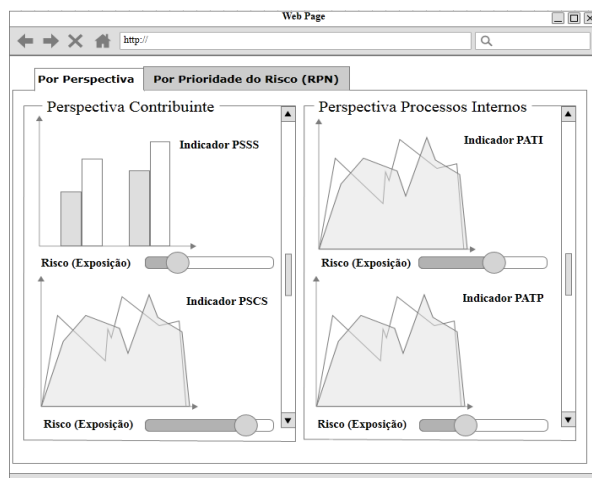 Web Page
http://
Por Perspectiva
Por Prioridade do Risco (RPN)
Perspectiva Contribuinte
Indicador PSSS
Risco (Exposição)
Indicador PSCS
Risco (Exposição)
Perspectiva Processos Internos
Indicador PATI
Risco (Exposição)
Indicador PATP
Risco (Exposição)